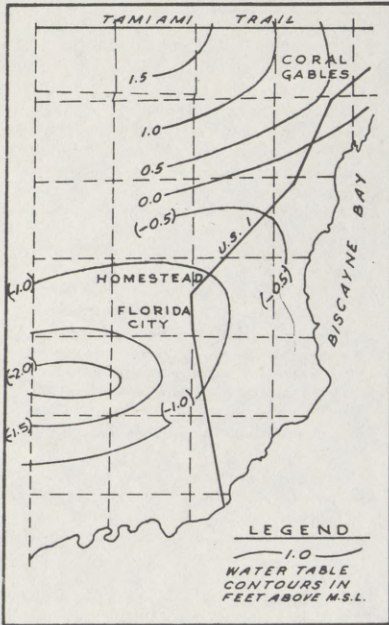 TAMIAMI TRAIL
CORAL
GABLES
1.5
1.0
0.5
0.0
(-0.5)
U.S. 1
BISCAYNE BAY
(-1.0)
HOMESTEAD
(-0.5)
FLORIDA
CITY
(-2.0)
(-1.0)
(-1.5)
LEGEND
1.0
WATER TABLE
CONTOURS IN
FEET ABOVE M.S.L.